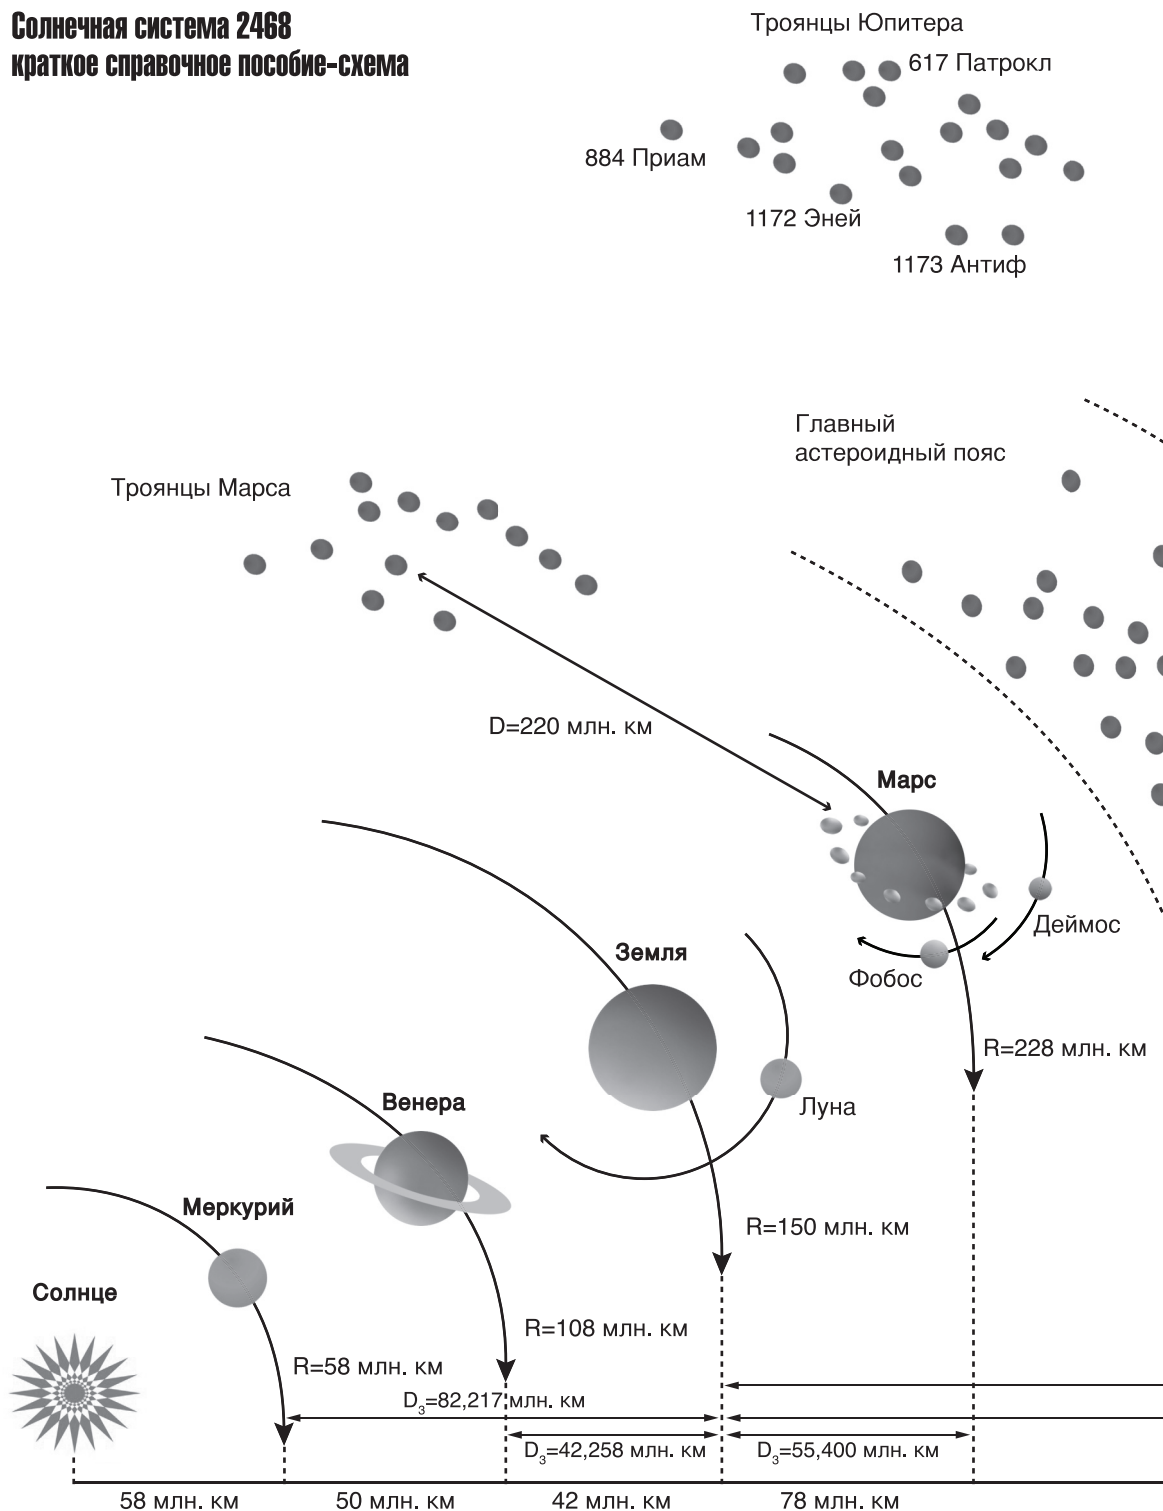 Солнечная система 2468
краткое справочное пособие-схема
Троянцы Юпитера
617 Патрокл
884 Приам
1172 Эней
1173 Антиф
Главный
астероидный пояс
Троянцы Марса
D=220 млн. км
Марс
Деймос
Фобос
Земля
R=228 млн. км
Луна
Венера
Меркурий
R=150 млн. км
Солнце
R=108 млн. км
R=58 млн. км
D₃=82,217 млн. км
D₃=42,258 млн. км
D₃=55,400 млн. км
58 млн. км
50 млн. км
42 млн. км
78 млн. км